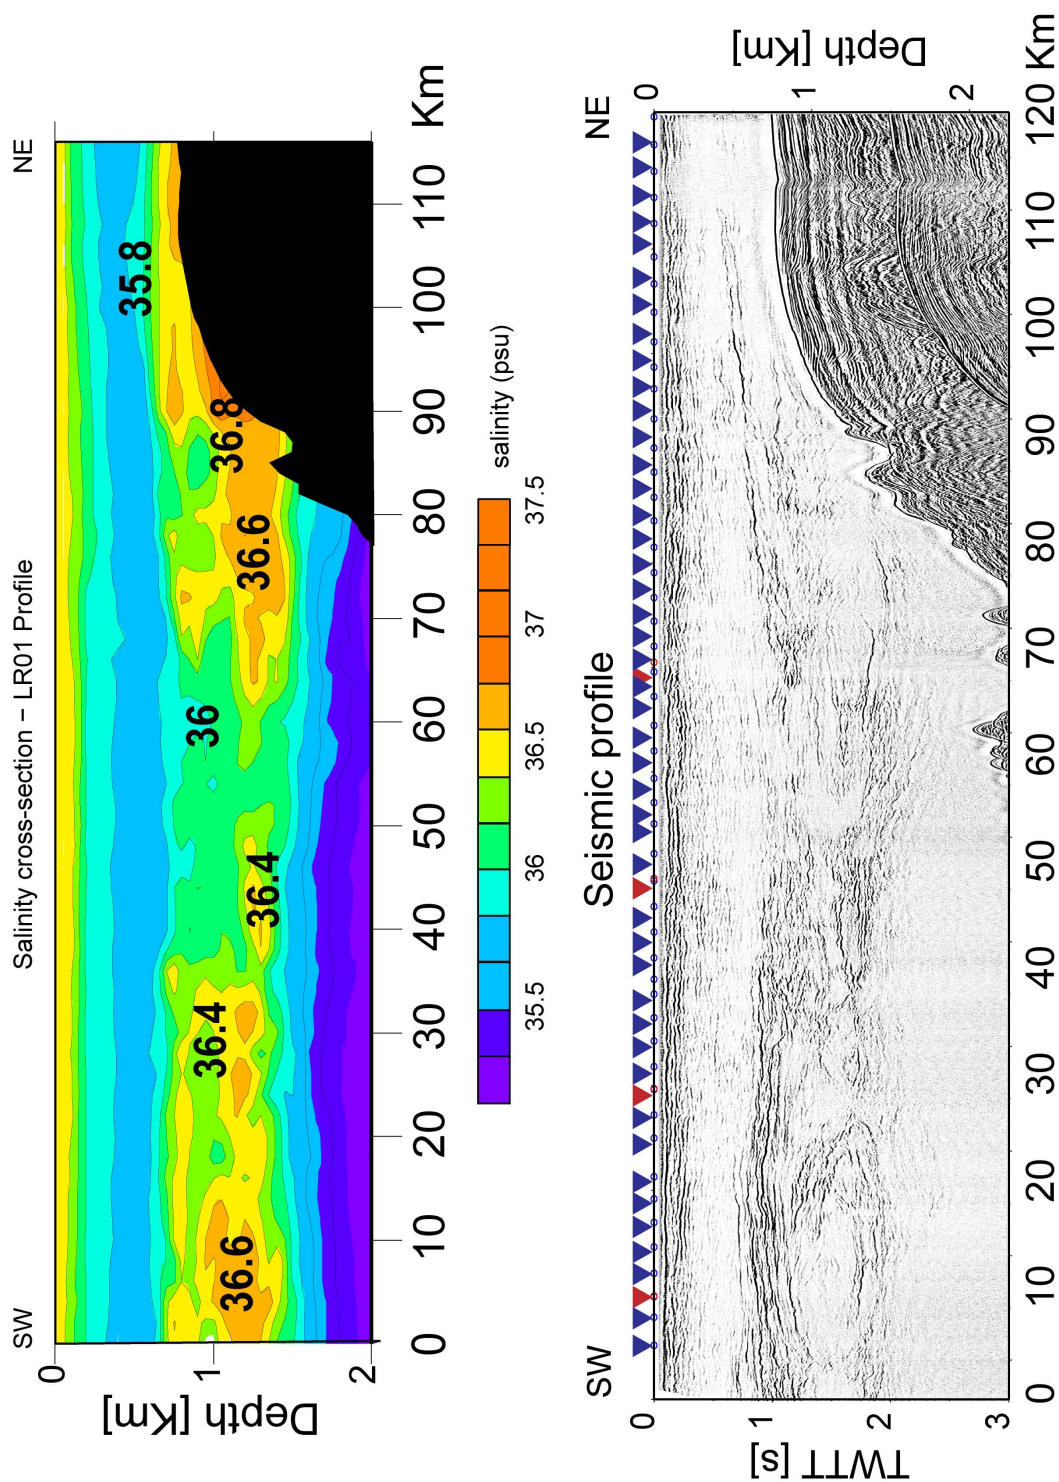 Salinity cross-section – LR01 Profile
SW
NE
0
1
2
Depth [Km]
35.8
36.8
36.6
36
36.4
36.4
36.6
0 10 20 30 40 50 60 70 80 90 100 110 Km
35.5 36 36.5 37 37.5
salinity (psu)
Seismic profile
SW
NE
0
1
2
3
TWTT [s]
0
1
2
Depth [Km]
0 10 20 30 40 50 60 70 80 90 100 110 120 Km